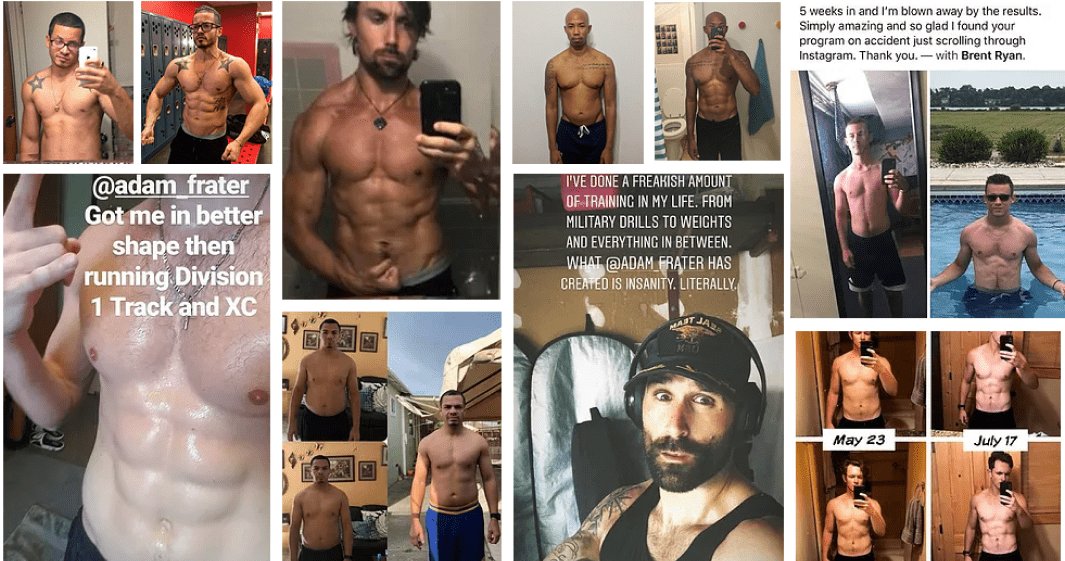 5 weeks in and I'm blown away by the results.
Simply amazing and so glad I found your
program on accident just scrolling through
Instagram. Thank you. — with Brent Ryan.
@adam_frater
Got me in better
shape then
running Division
1 Track and XC
I'VE DONE A FREAKISH AMOUNT
OF TRAINING IN MY LIFE. FROM
MILITARY DRILLS TO WEIGHTS
AND EVERYTHING IN BETWEEN.
WHAT @ADAM_FRATER HAS
CREATED IS INSANITY. LITERALLY.
May 23
July 17